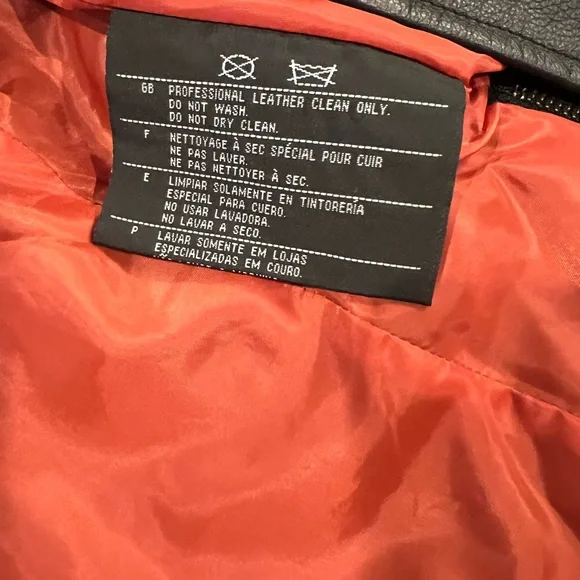 GB PROFESSIONAL LEATHER CLEAN ONLY.
DO NOT WASH.
DO NOT DRY CLEAN.
F NETTOYAGE À SEC SPÉCIAL POUR CUIR
NE PAS LAVER.
NE PAS NETTOYER À SEC.
E LIMPIAR SOLAMENTE EN TINTORERÍA
ESPECIAL PARA CUERO.
NO USAR LAVADORA.
NO LAVAR A SECO.
P LAVAR SOMENTE EM LOJAS
ESPECIALIZADAS EM COURO.